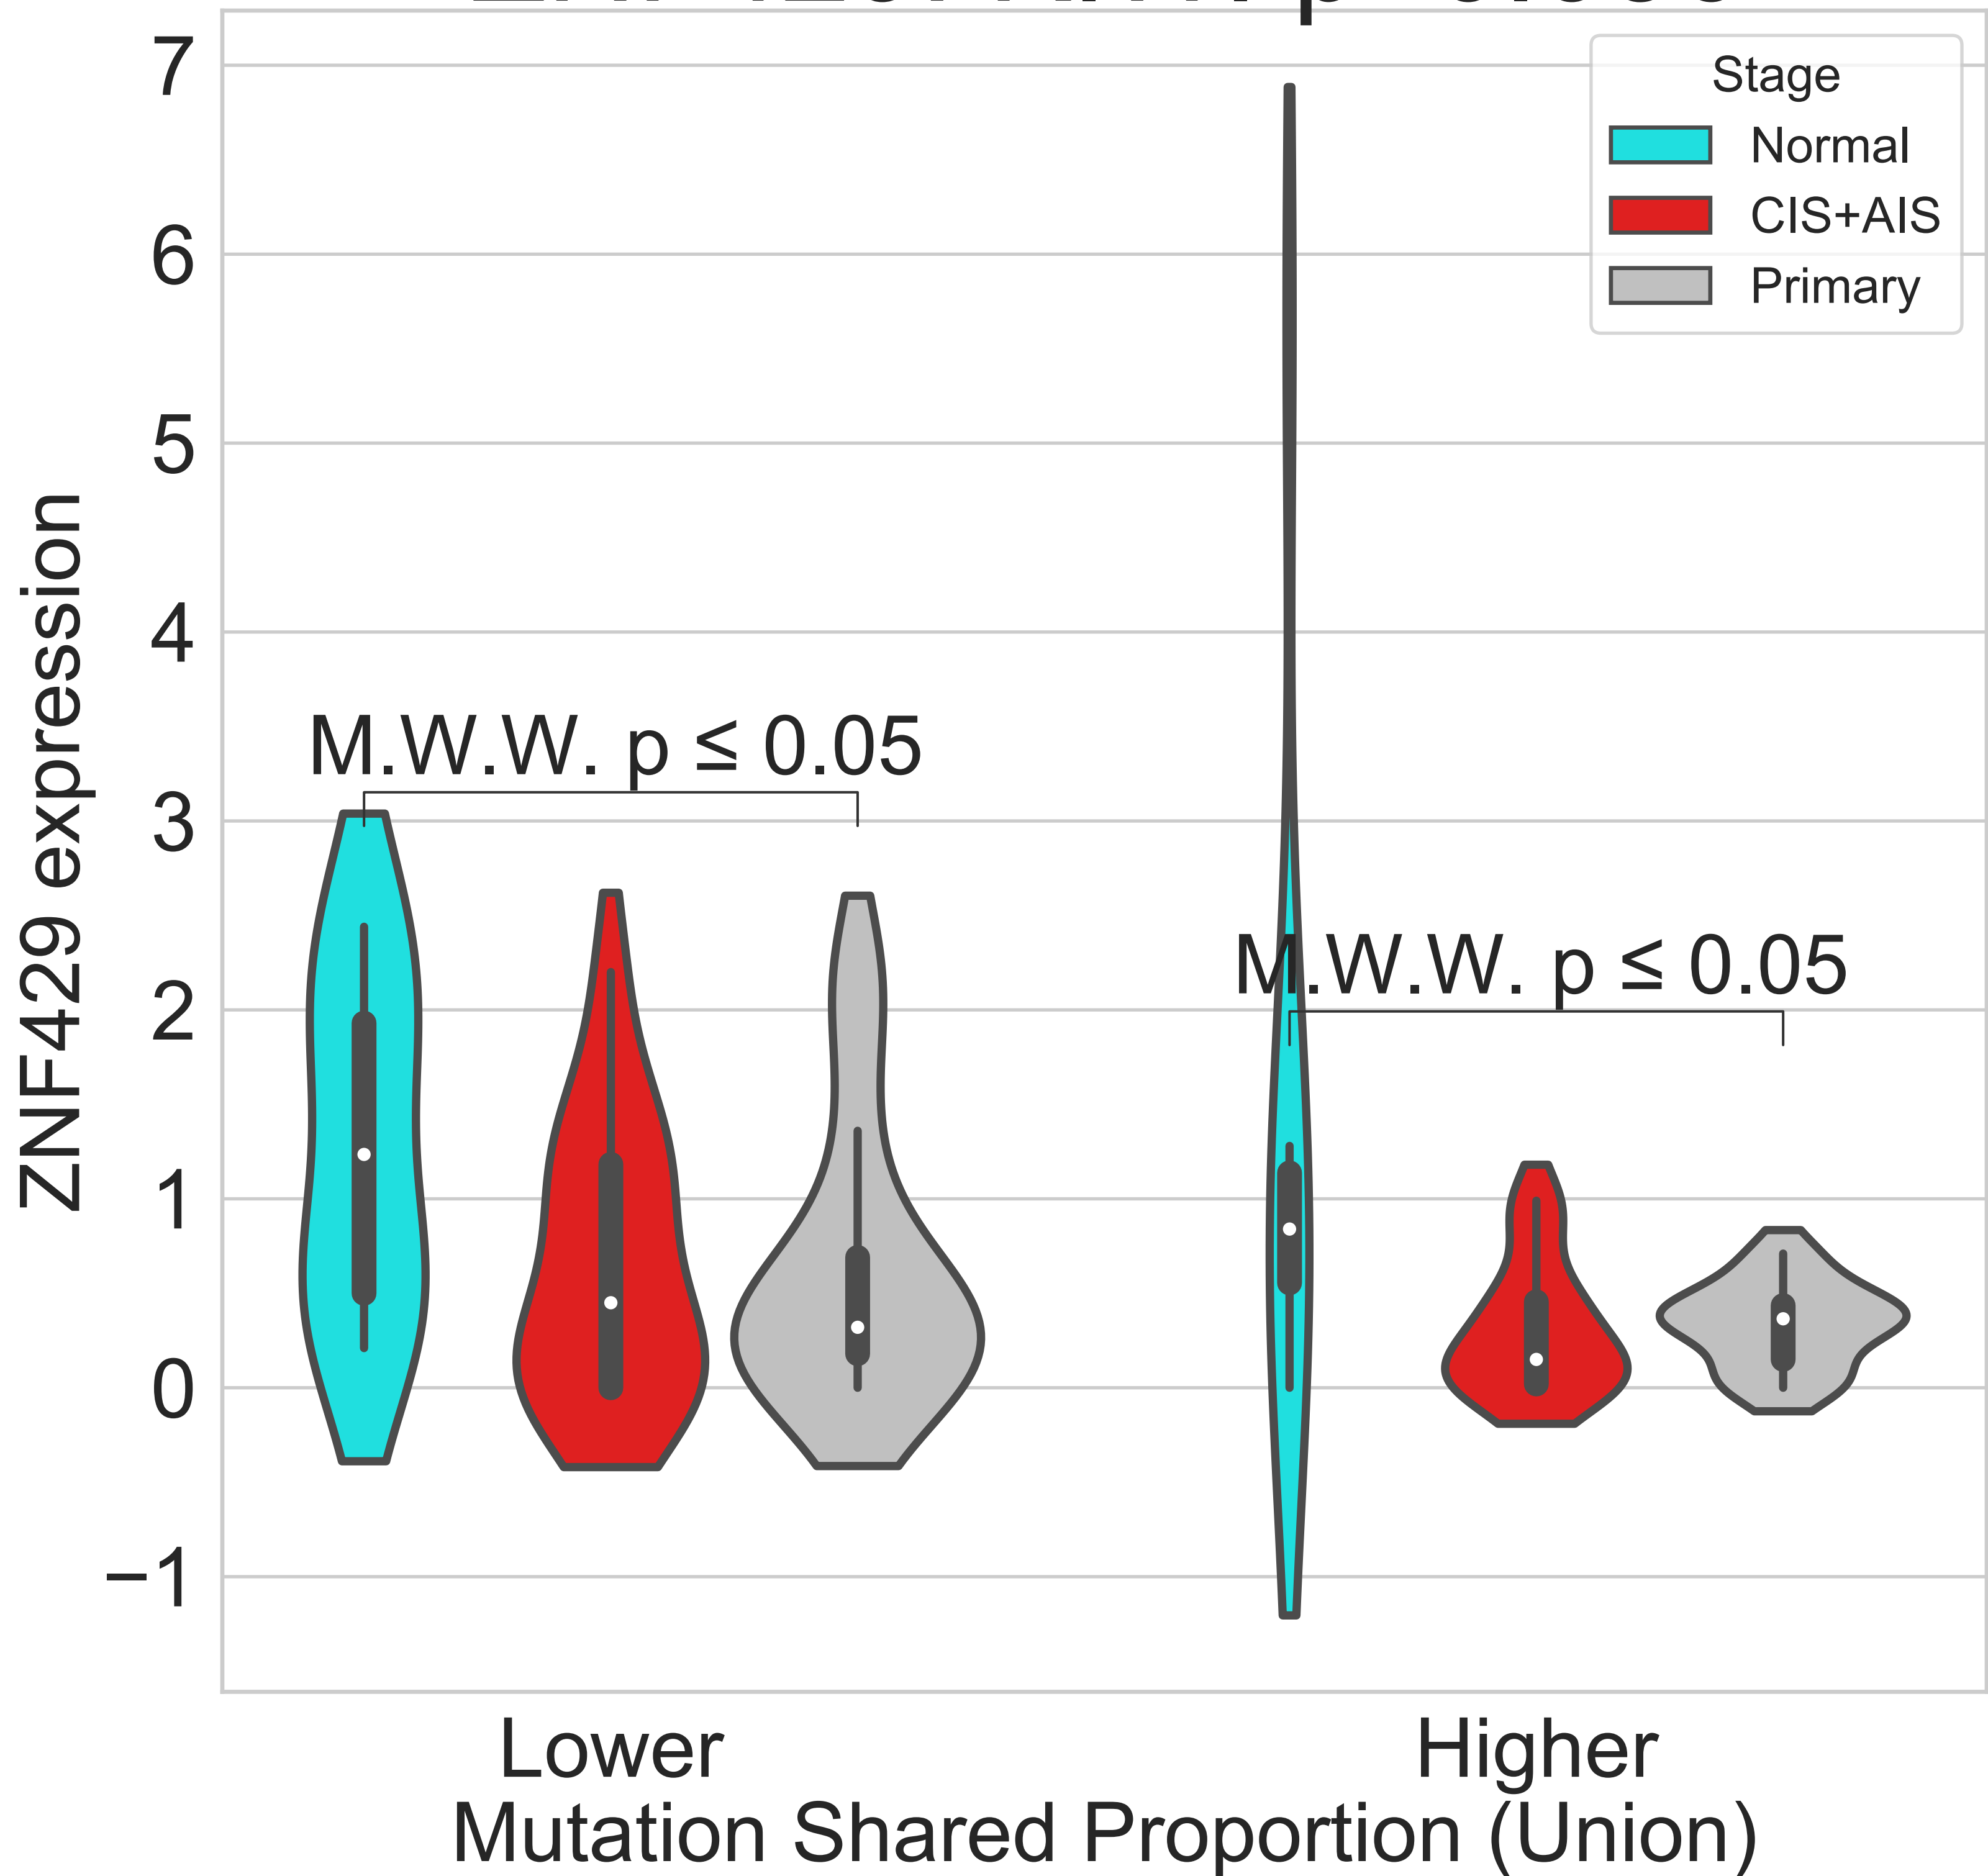 Stage
Normal
CIS+AIS
Primary
7
6
5
4
3
2
1
0
−1
ZNF429 expression
M.W.W. p ≤ 0.05
M.W.W. p ≤ 0.05
Lower
Higher
Mutation Shared Proportion (Union)